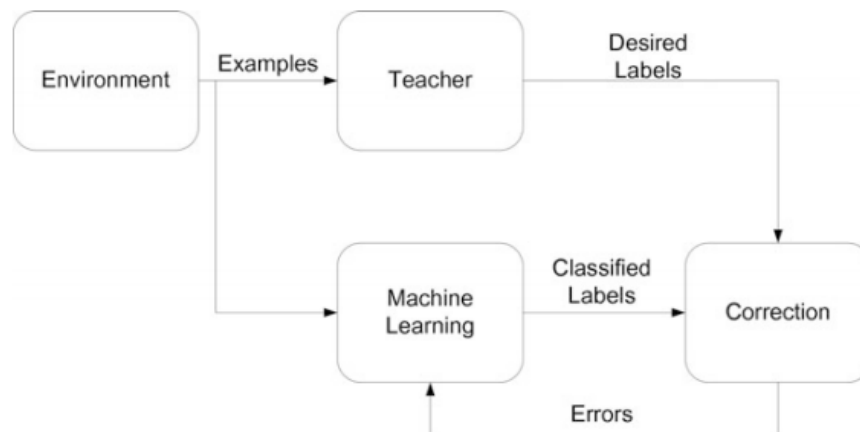 Environment
Examples
Teacher
Desired
Labels
Machine
Learning
Classified
Labels
Correction
Errors